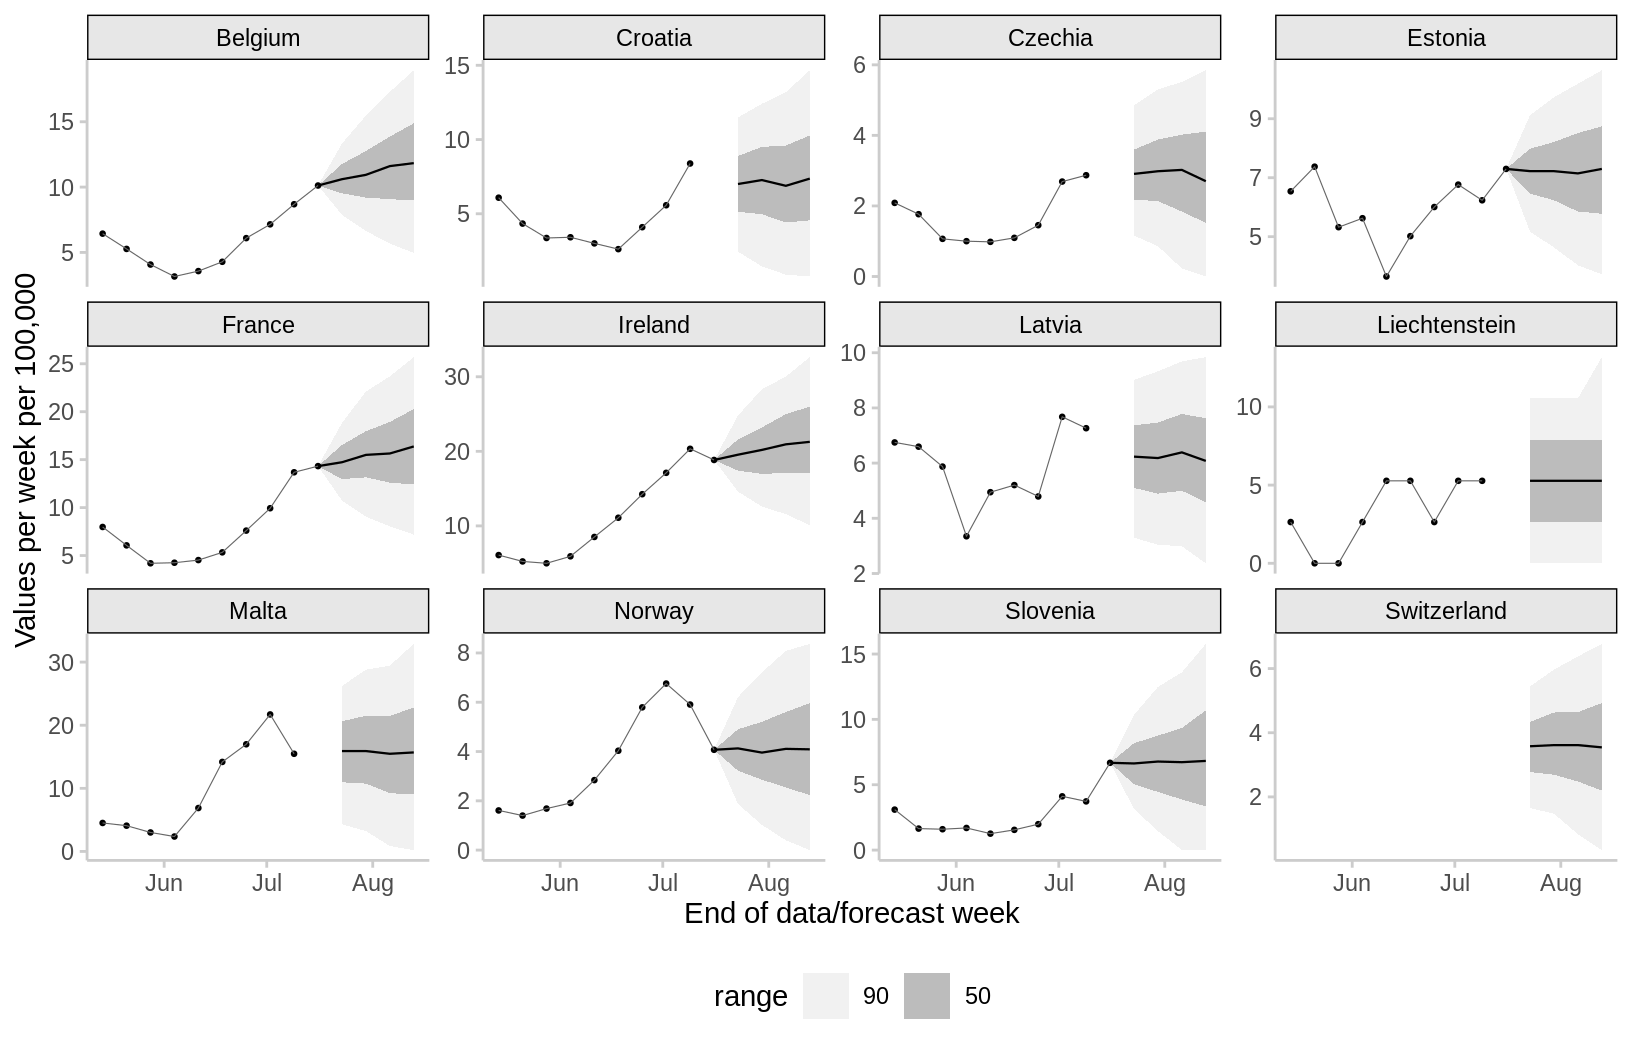 Belgium
Croatia
Czechia
Estonia
15
10
5
15
10
5
6
4
2
0
9
7
5
France
Ireland
Latvia
Liechtenstein
25
20
15
10
5
30
20
10
10
8
6
4
2
10
5
0
Malta
Norway
Slovenia
Switzerland
30
20
10
0
8
6
4
2
0
15
10
5
0
6
4
2
Jun Jul Aug
Jun Jul Aug
Jun Jul Aug
Jun Jul Aug
Values per week per 100,000
End of data/forecast week
range 90 50